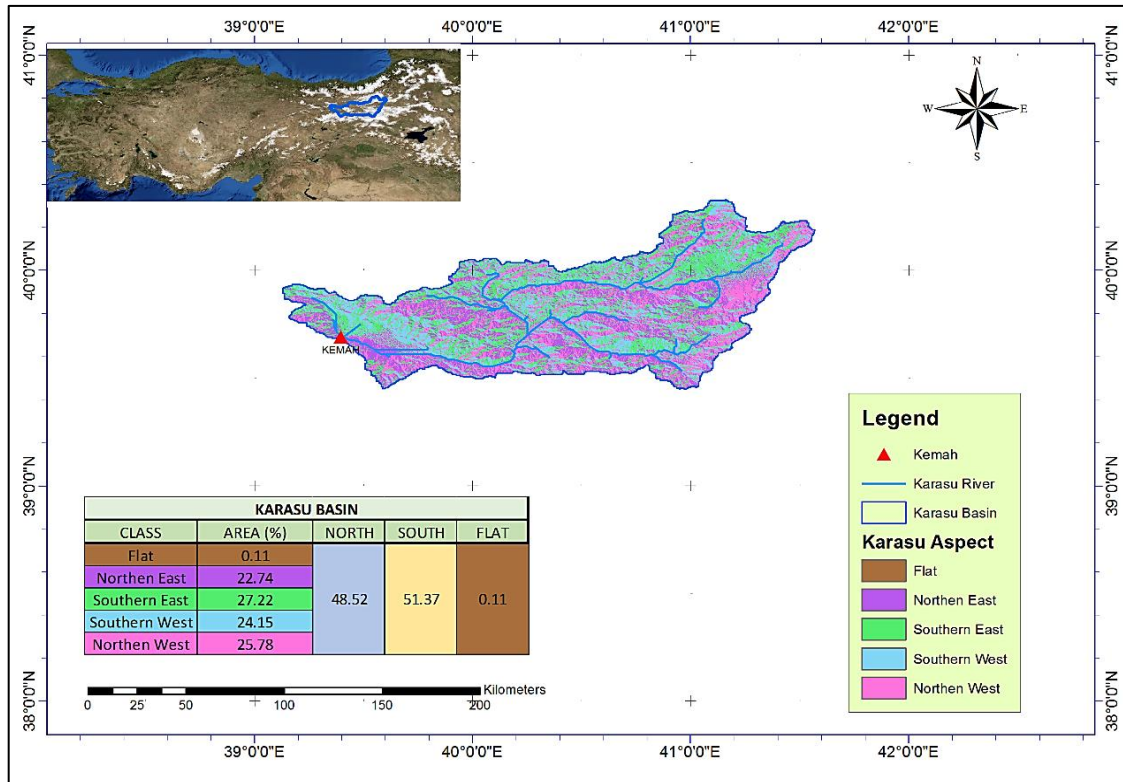 39°0'0"E 40°0'0"E 41°0'0"E 42°0'0"E
41°0'0"N
41°0'0"N
40°0'0"N
40°0'0"N
39°0'0"N
39°0'0"N
38°0'0"N
38°0'0"N
N
W E
S
KEMAH
KARASU BASIN
CLASS AREA (%) NORTH SOUTH FLAT
Flat 0.11
Northen East 22.74
Southern East 27.22 48.52 51.37 0.11
Southern West 24.15
Northen West 25.78
Kilometers
0 25 50 100 150 200
Legend
Kemah
Karasu River
Karasu Basin
Karasu Aspect
Flat
Northen East
Southern East
Southern West
Northen West
39°0'0"E 40°0'0"E 41°0'0"E 42°0'0"E